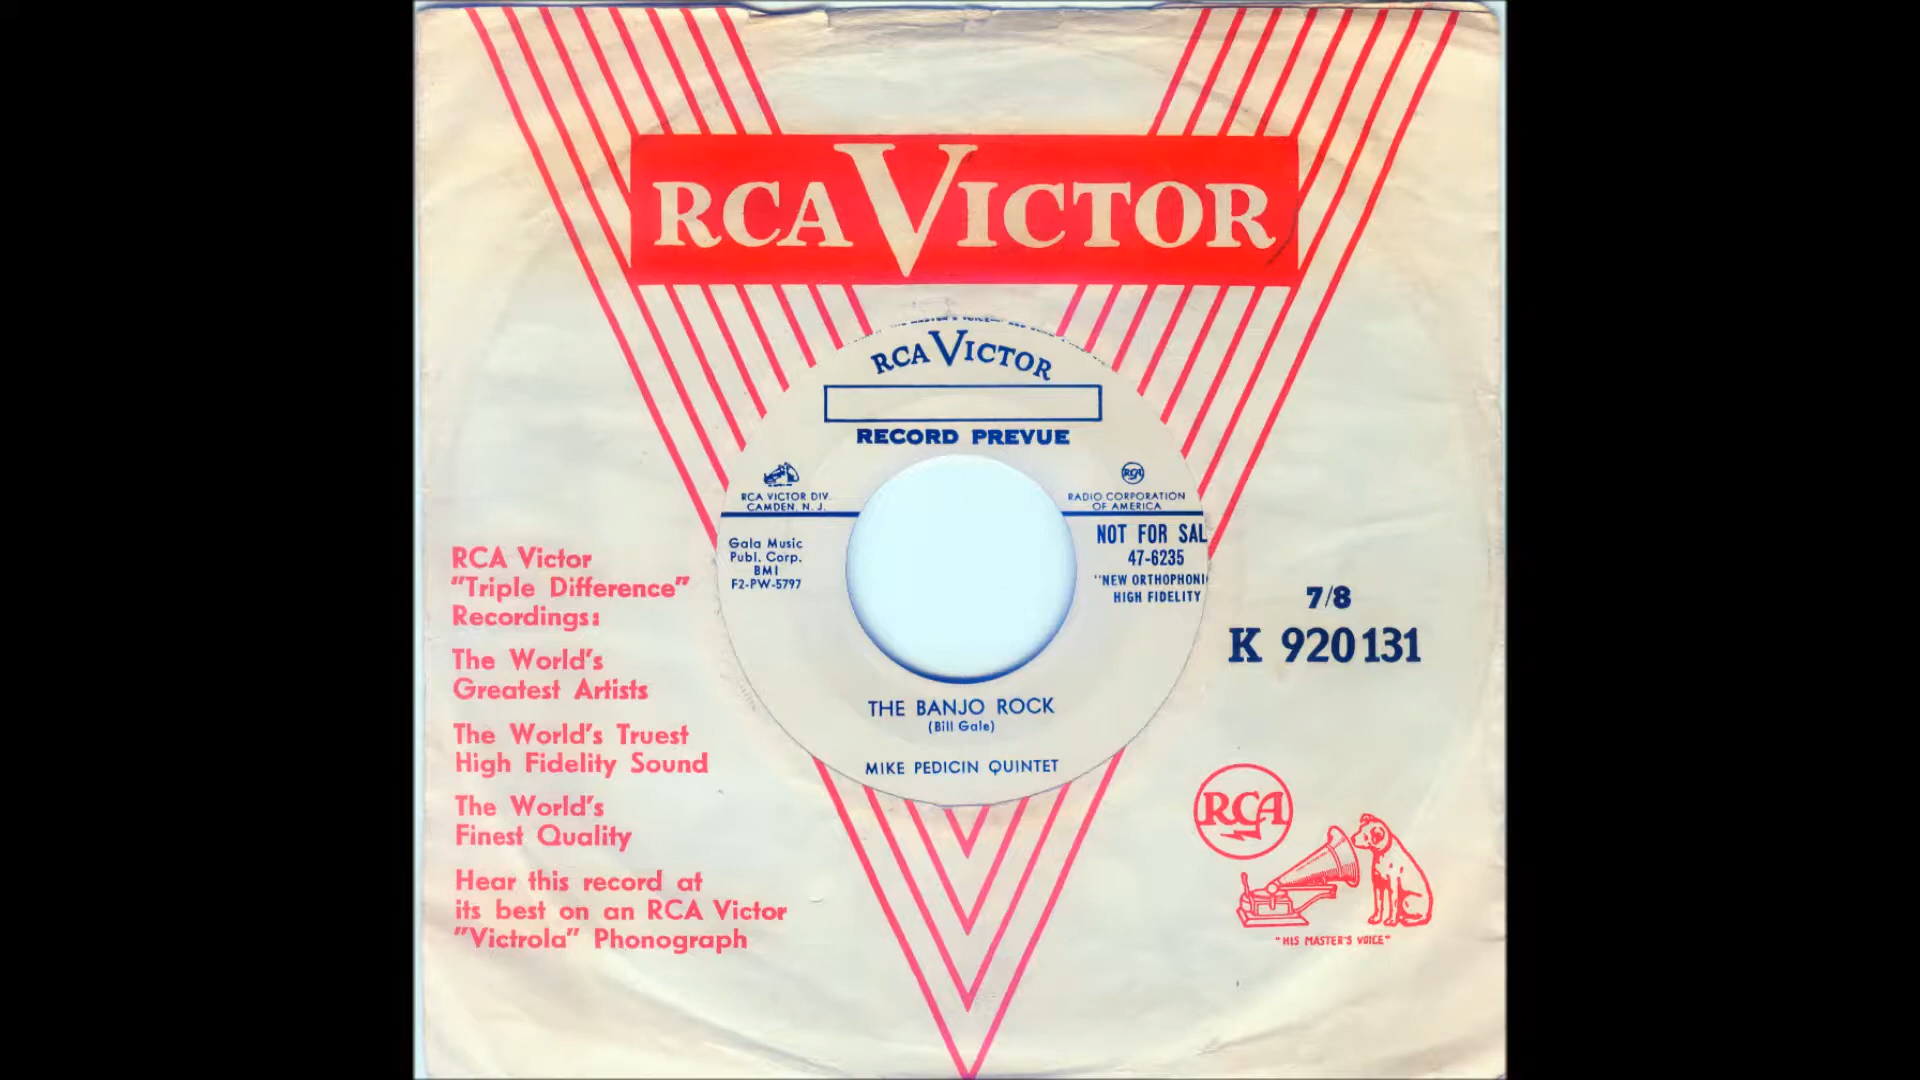 RCA VICTOR
RCA VICTOR
RECORD PREVUE
RCA VICTOR DIV.
CAMDEN, N. J.
RCA
RADIO CORPORATION
OF AMERICA
Gala Music
Publ. Corp.
BMI
F2-PW-5797
NOT FOR SAL
47-6235
"NEW ORTHOPHONI
HIGH FIDELITY
THE BANJO ROCK
(Bill Gale)
MIKE PEDICIN QUINTET
RCA Victor
"Triple Difference"
Recordings:
The World's
Greatest Artists
The World's Truest
High Fidelity Sound
The World's
Finest Quality
Hear this record at
its best on an RCA Victor
"Victrola" Phonograph
7/8
K 920131
RCA
"HIS MASTER'S VOICE"